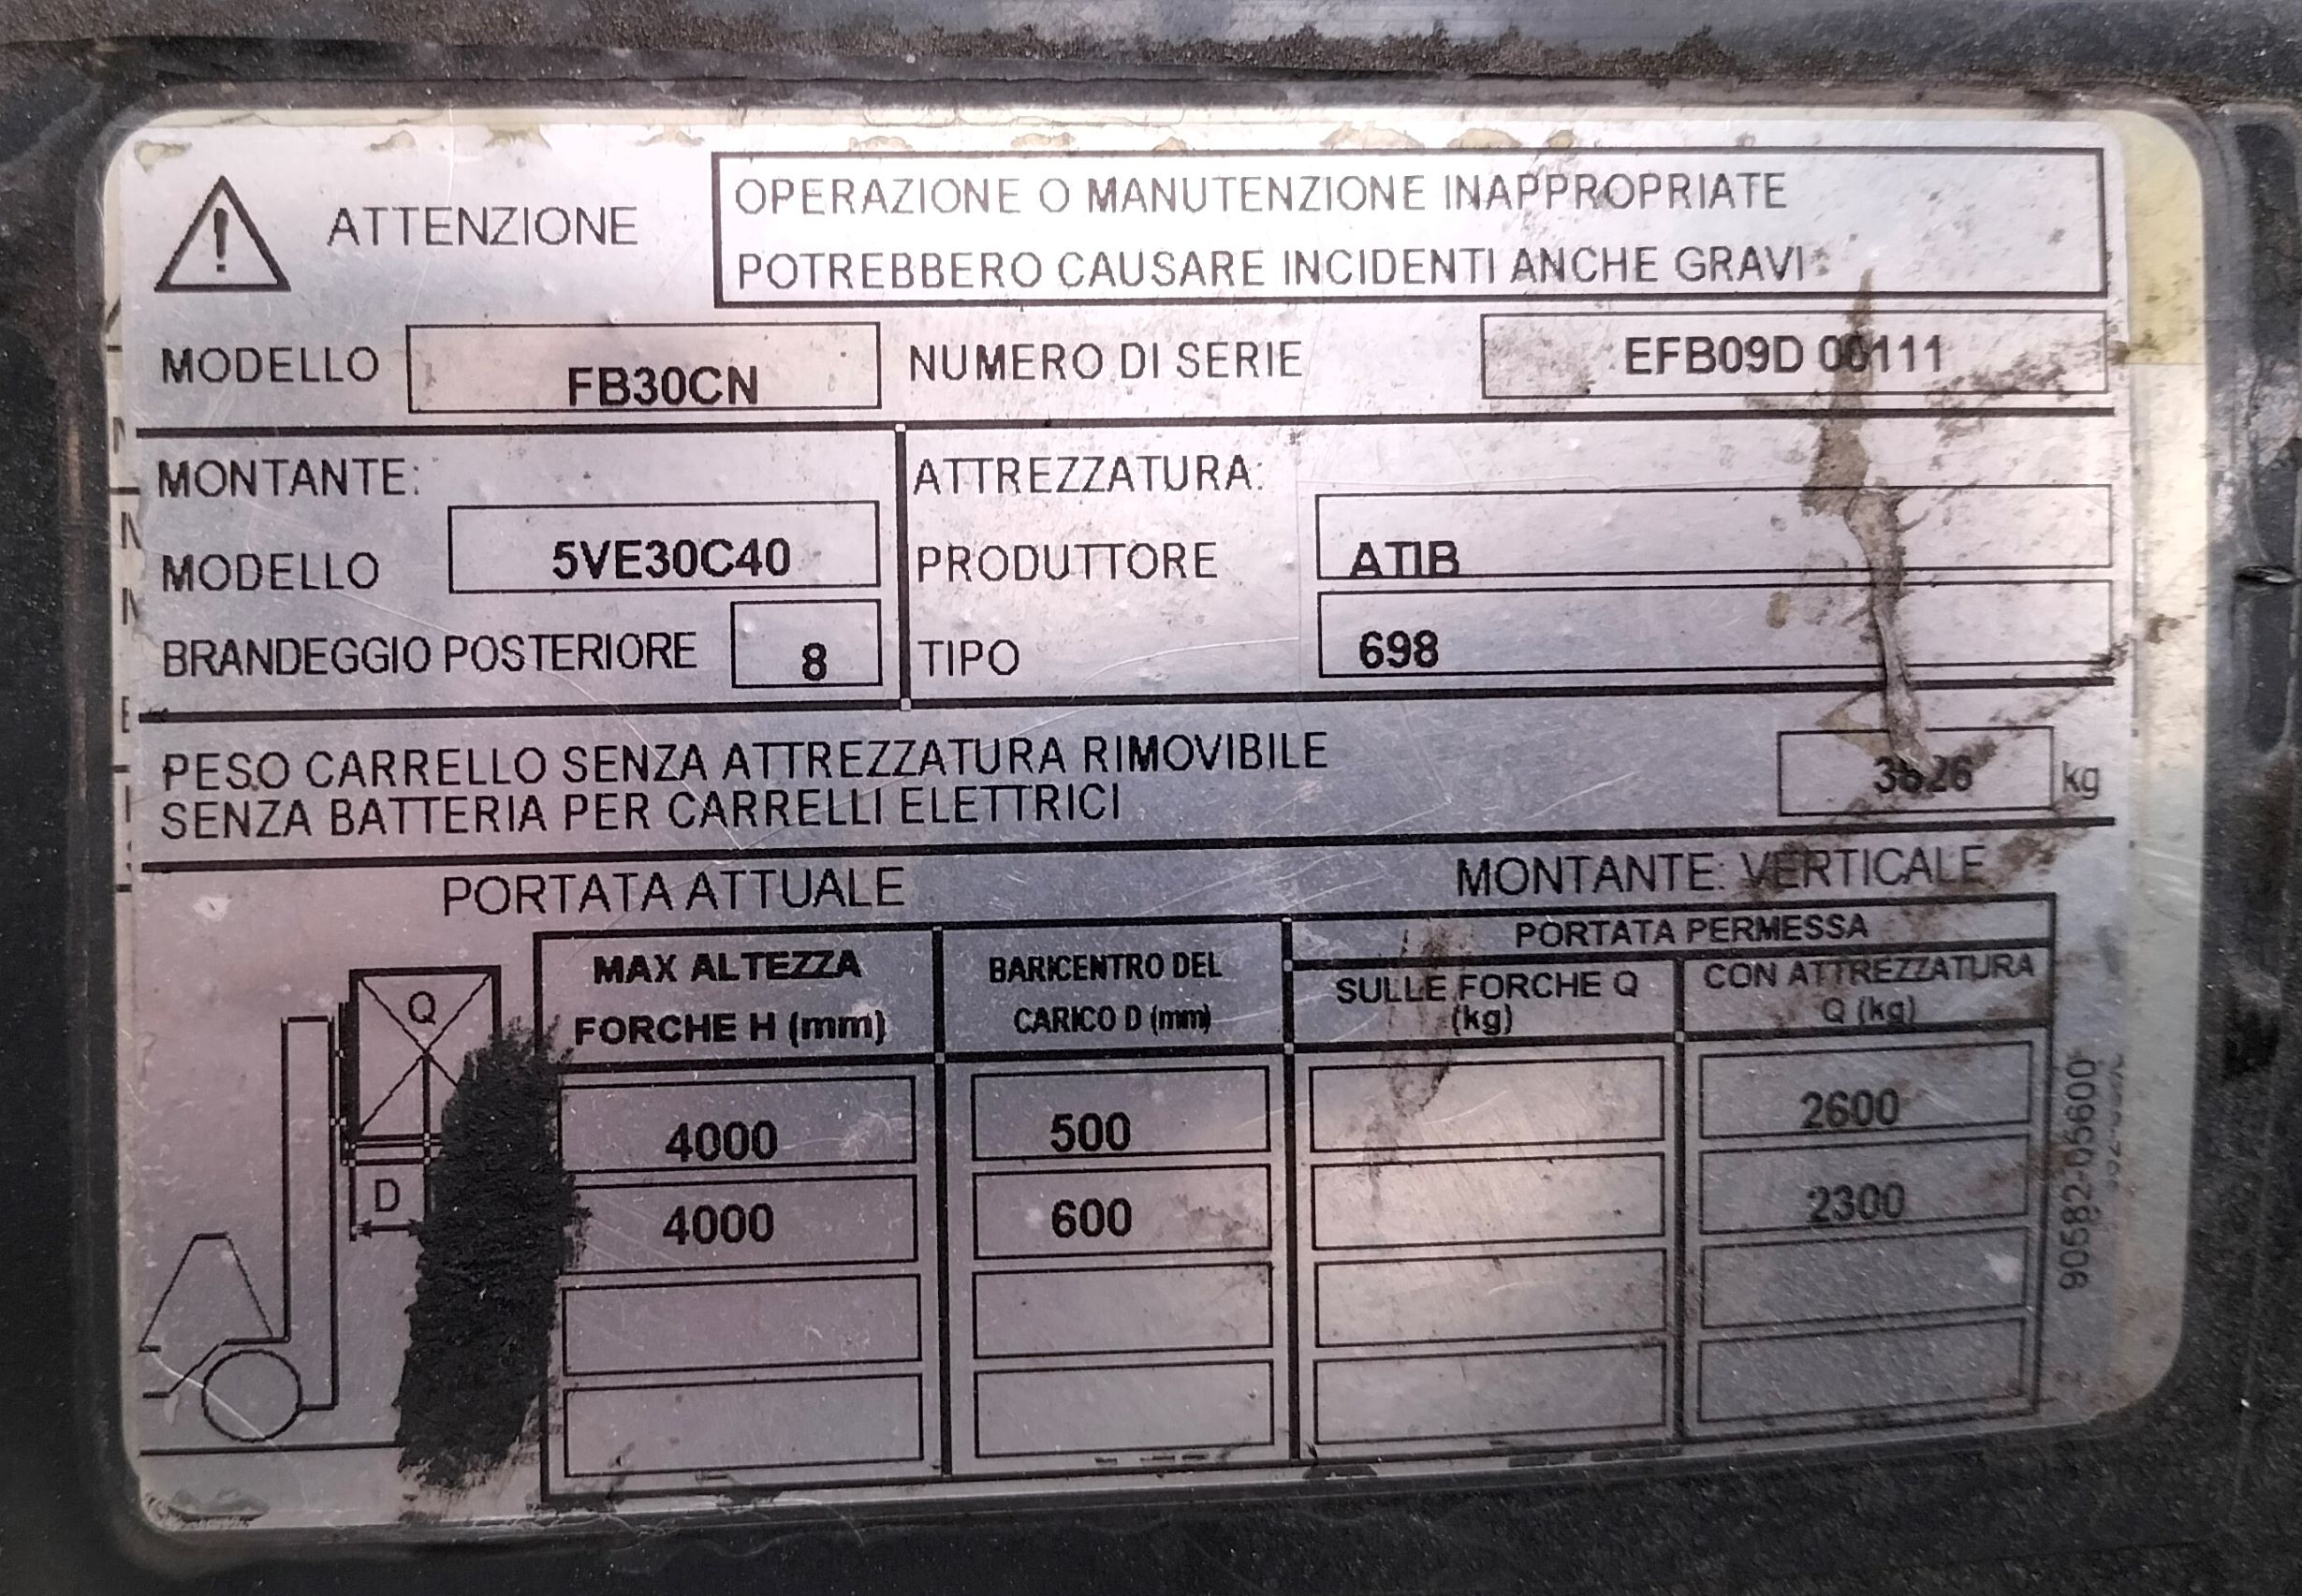 ATTENZIONE
OPERAZIONE O MANUTENZIONE INAPPROPRIATE
POTREBBERO CAUSARE INCIDENTI ANCHE GRAVI
MODELLO FB30CN NUMERO DI SERIE EFB09D 00111
MONTANTE:
MODELLO 5VE30C40
BRANDEGGIO POSTERIORE 8
ATTREZZATURA:
PRODUTTORE ATIB
TIPO 698
PESO CARRELLO SENZA ATTREZZATURA RIMOVIBILE
SENZA BATTERIA PER CARRELLI ELETTRICI
kg
PORTATA ATTUALE
MONTANTE: VERTICALE
Q
D
MAX ALTEZZA
FORCHE H (mm)
BARICENTRO DEL
CARICO D (mm)
PORTATA PERMESSA
SULLE FORCHE Q
(kg)
CON ATTREZZATURA
Q (kg)
4000 500 2600
4000 600 2300
90582-05600